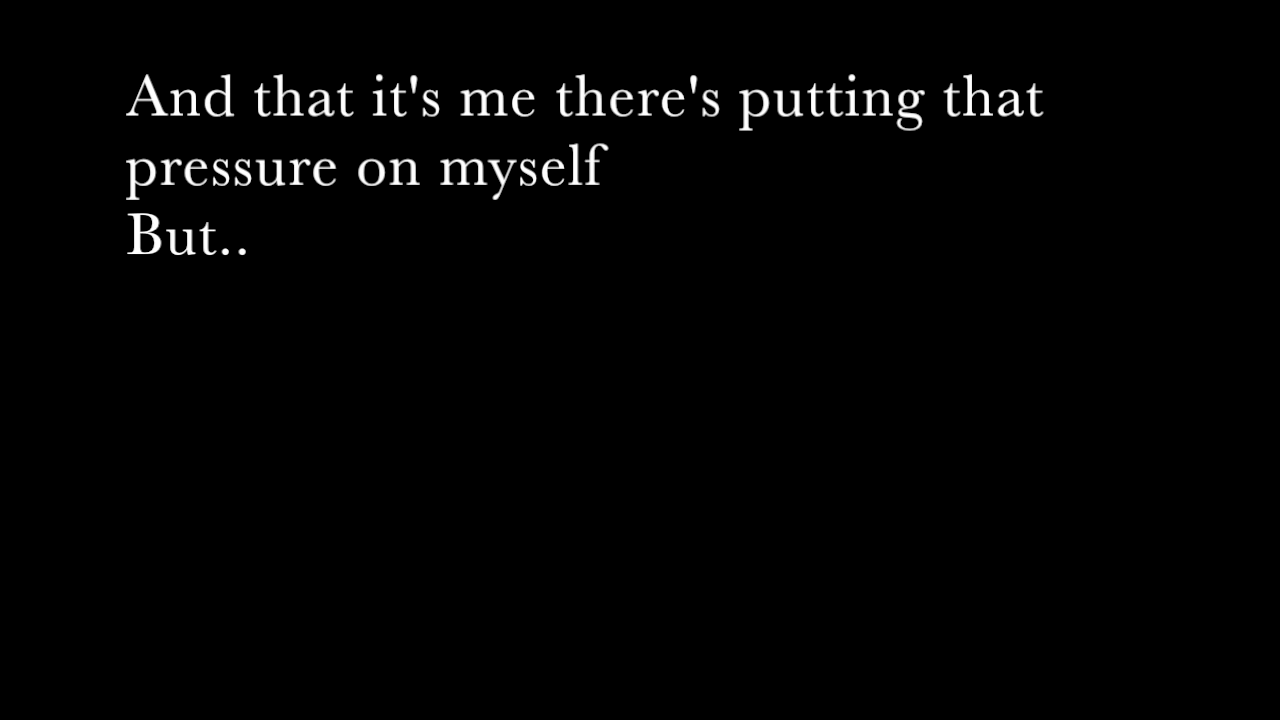 And that it's me there's putting that
pressure on myself
But..